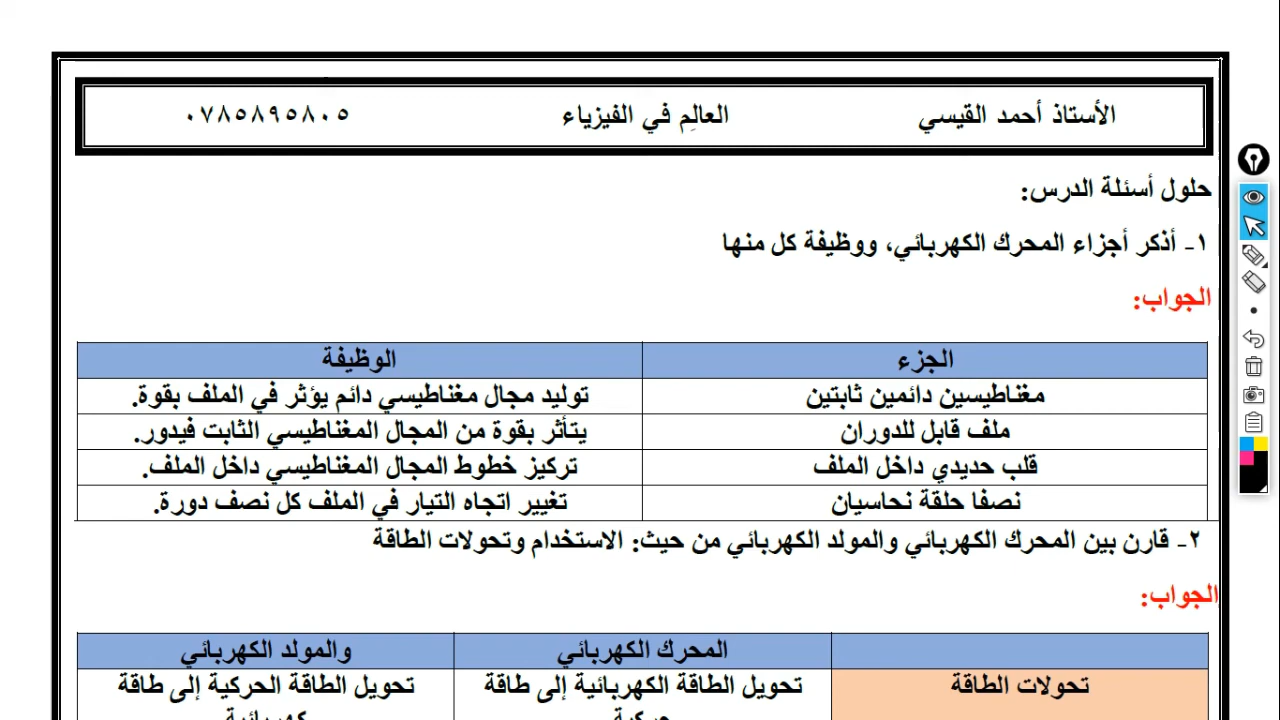 الأستاذ أحمد القيسي العالِم في الفيزياء ٠٧٨٥٨٩٥٨٠٥
حلول أسئلة الدرس:
١- أذكر أجزاء المحرك الكهربائي، ووظيفة كل منها
الجواب:
الجزء الوظيفة
مغناطيسين دائمين ثابتين توليد مجال مغناطيسي دائم يؤثر في الملف بقوة.
ملف قابل للدوران يتأثر بقوة من المجال المغناطيسي الثابت فيدور.
قلب حديدي داخل الملف تركيز خطوط المجال المغناطيسي داخل الملف.
نصفا حلقة نحاسيان تغيير اتجاه التيار في الملف كل نصف دورة.
٢- قارن بين المحرك الكهربائي والمولد الكهربائي من حيث: الاستخدام وتحولات الطاقة
الجواب:
المحرك الكهربائي والمولد الكهربائي
تحولات الطاقة تحويل الطاقة الكهربائية إلى طاقة تحويل الطاقة الحركية إلى طاقة
حركية كهربائية